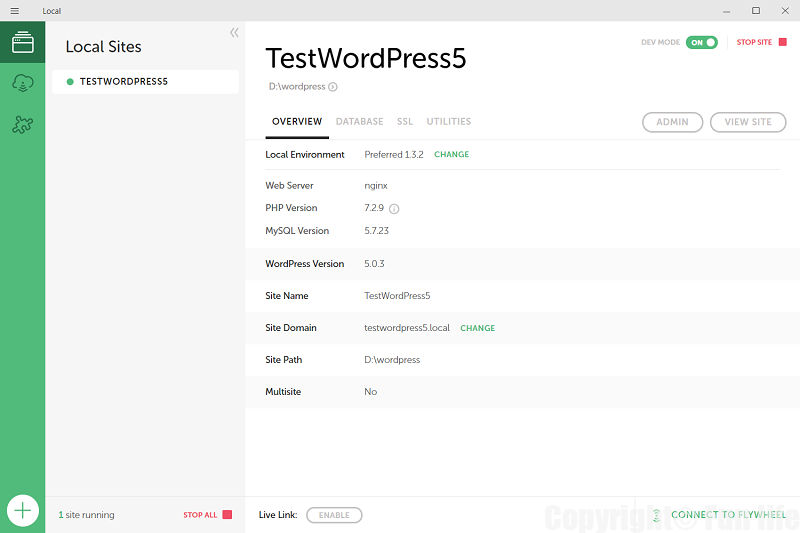 Local
Local Sites
TESTWORDPRESS5
TestWordPress5
D:\wordpress
DEV MODE ON STOP SITE
OVERVIEW DATABASE SSL UTILITIES ADMIN VIEW SITE
Local Environment Preferred 1.3.2 CHANGE
Web Server nginx
PHP Version 7.2.9
MySQL Version 5.7.23
WordPress Version 5.0.3
Site Name TestWordPress5
Site Domain testwordpress5.local CHANGE
Site Path D:\wordpress
Multisite No
1 site running STOP ALL
Live Link: ENABLE
CONNECT TO FLYWHEEL
Copyright© Fun life